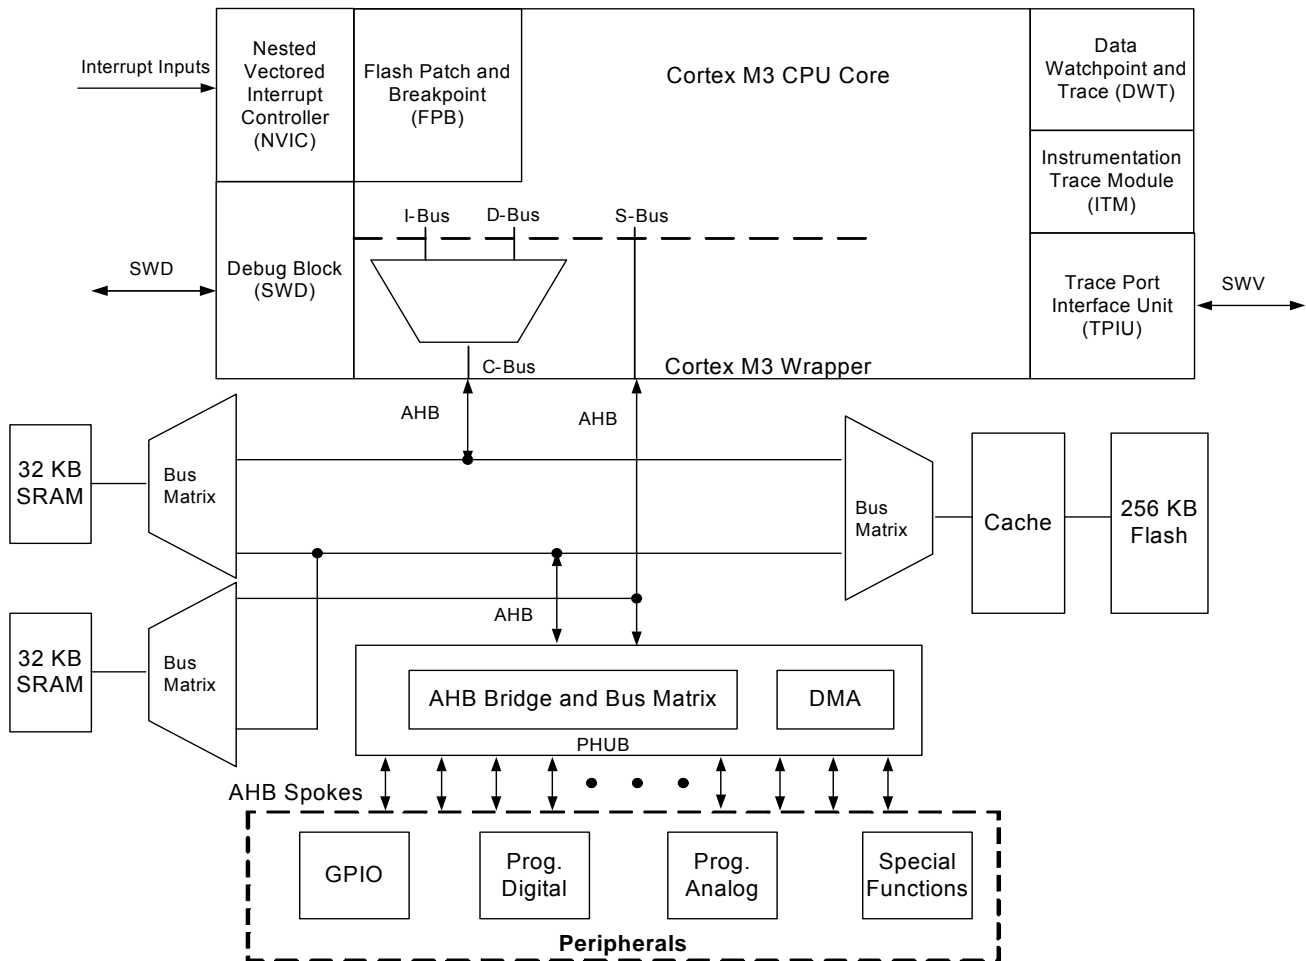 Interrupt Inputs
Nested
Vectored
Interrupt
Controller
(NVIC)
Flash Patch and
Breakpoint
(FPB)
Cortex M3 CPU Core
Data
Watchpoint and
Trace (DWT)
Instrumentation
Trace Module
(ITM)
I-Bus
D-Bus
S-Bus
SWD
Debug Block
(SWD)
Trace Port
Interface Unit
(TPIU)
SWV
C-Bus
Cortex M3 Wrapper
AHB
AHB
32 KB
SRAM
Bus
Matrix
Bus
Matrix
Cache
256 KB
Flash
AHB
32 KB
SRAM
Bus
Matrix
AHB Bridge and Bus Matrix
DMA
PHUB
AHB Spokes
GPIO
Prog.
Digital
Prog.
Analog
Special
Functions
Peripherals